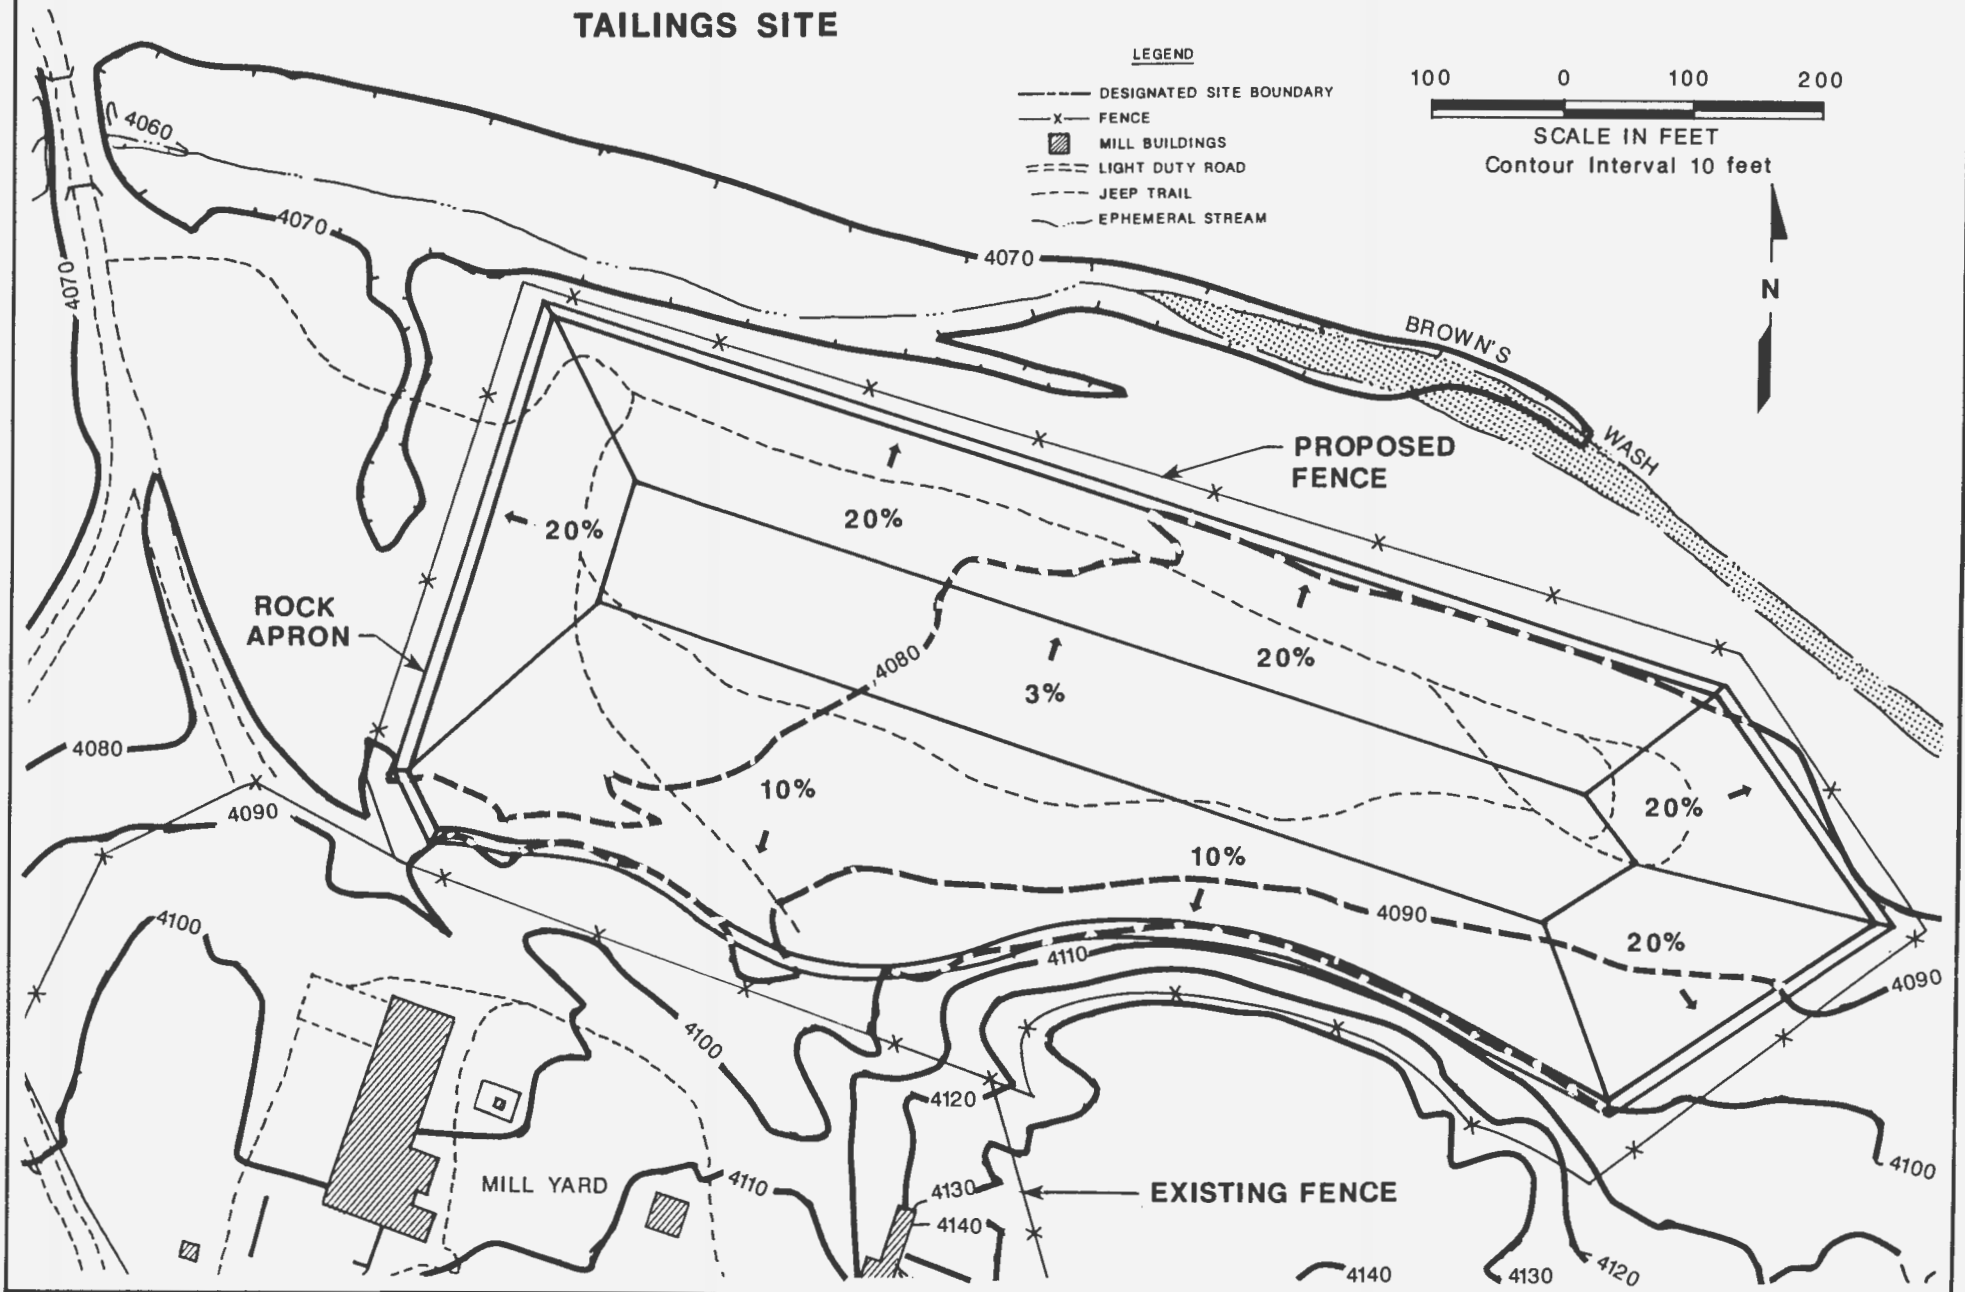 TAILINGS SITE
LEGEND
DESIGNATED SITE BOUNDARY
FENCE
MILL BUILDINGS
LIGHT DUTY ROAD
JEEP TRAIL
EPHEMERAL STREAM
100 0 100 200
SCALE IN FEET
Contour Interval 10 feet
N
4060
4070
4070
4070
BROWN'S
WASH
PROPOSED
FENCE
20%
20%
ROCK
APRON
20%
4080
3%
4080
10%
20%
4090
10%
4090
20%
4100
4110
4090
4100
4120
4100
MILL YARD
4110
4130
EXISTING FENCE
4140
4140
4130
4120